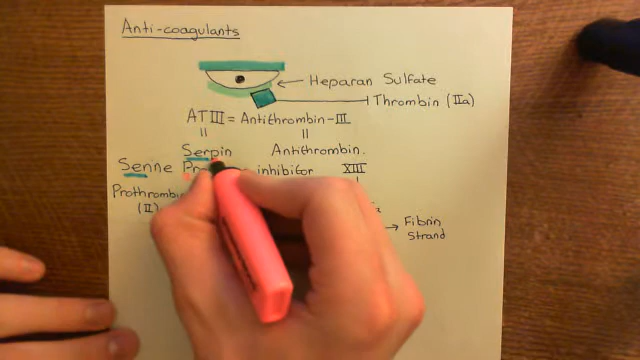 Anti-coagulants
Heparan Sulfate
Thrombin (IIa)
ATIII = Antithrombin-III
Serpin Antithrombin.
Serine inhibitor XIII
Prothrombin
(II)
Fibrin
Strand